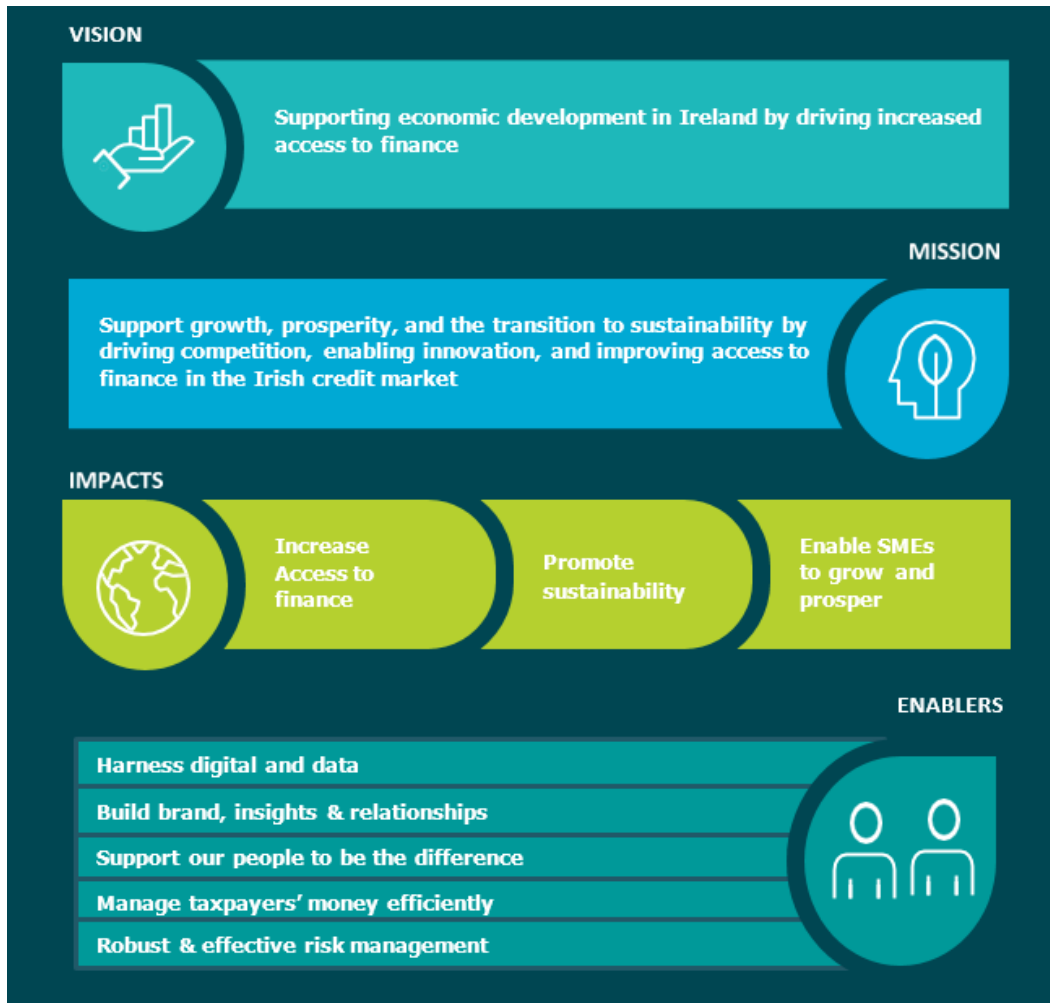 VISION
Supporting economic development in Ireland by driving increased
access to finance
MISSION
Support growth, prosperity, and the transition to sustainability by
driving competition, enabling innovation, and improving access to
finance in the Irish credit market
IMPACTS
Increase
Access to
finance
Promote
sustainability
Enable SMEs
to grow and
prosper
ENABLERS
Harness digital and data
Build brand, insights & relationships
Support our people to be the difference
Manage taxpayers’ money efficiently
Robust & effective risk management